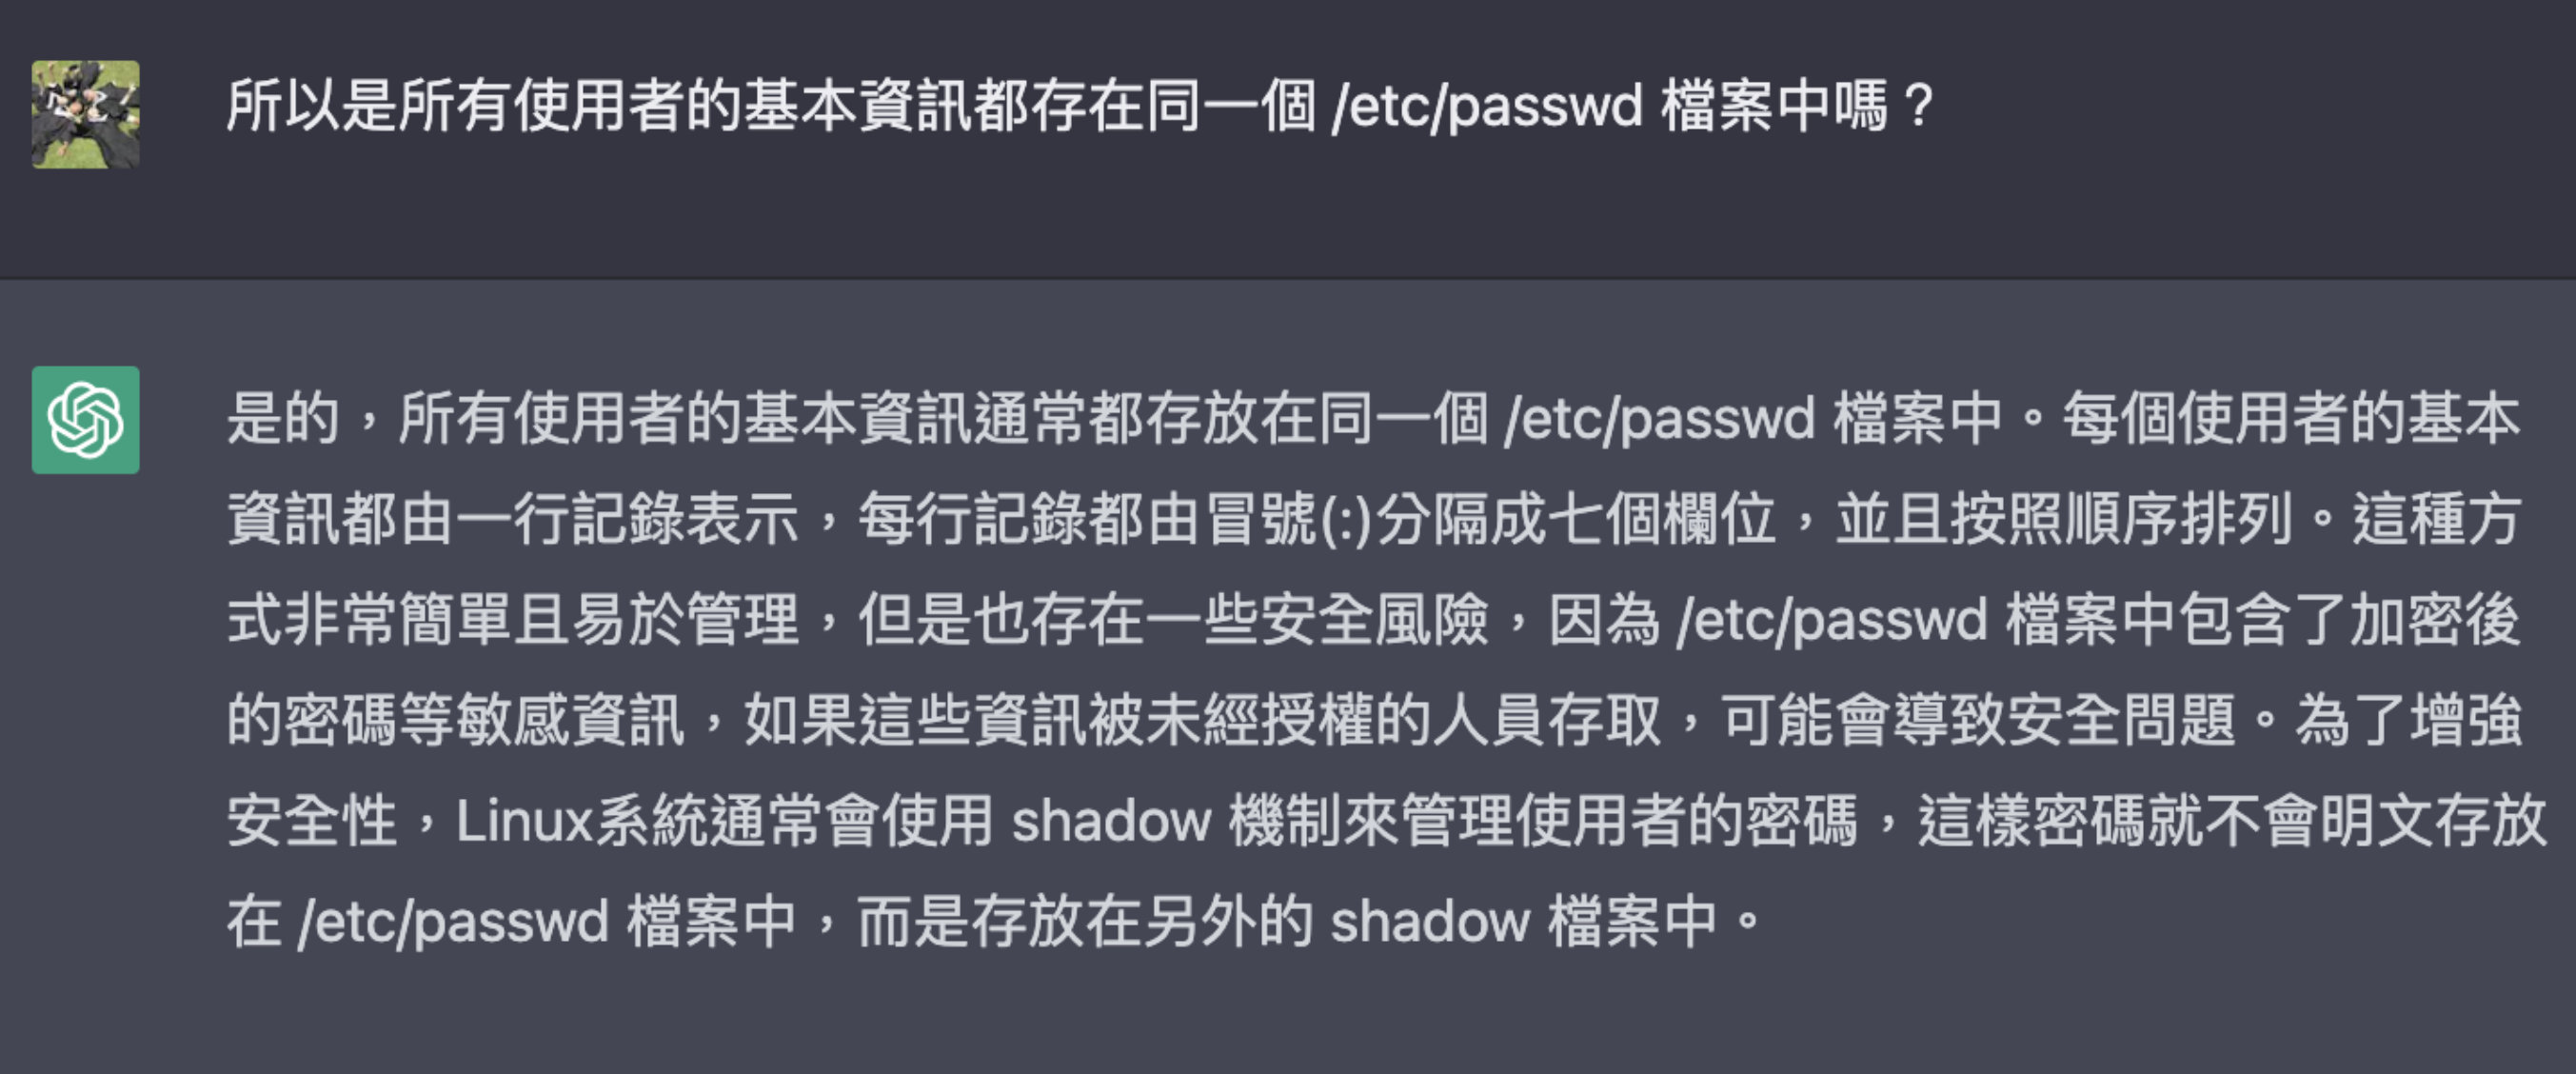 所以是所有使用者的基本資訊都存在同一個 /etc/passwd 檔案中嗎？
是的，所有使用者的基本資訊通常都存放在同一個 /etc/passwd 檔案中。每個使用者的基本
資訊都由一行記錄表示，每行記錄都由冒號(:)分隔成七個欄位，並且按照順序排列。這種方
式非常簡單且易於管理，但是也存在一些安全風險，因為 /etc/passwd 檔案中包含了加密後
的密碼等敏感資訊，如果這些資訊被未經授權的人員存取，可能會導致安全問題。為了增強
安全性，Linux系統通常會使用 shadow 機制來管理使用者的密碼，這樣密碼就不會明文存放
在 /etc/passwd 檔案中，而是存放在另外的 shadow 檔案中。